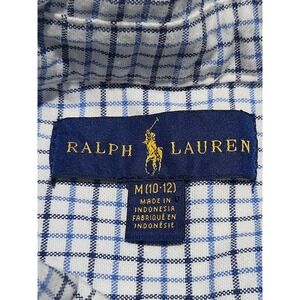 RALPH LAUREN
M (10-12)
MADE IN
INDONESIA
FABRIQUÉ EN
INDONÉSIE